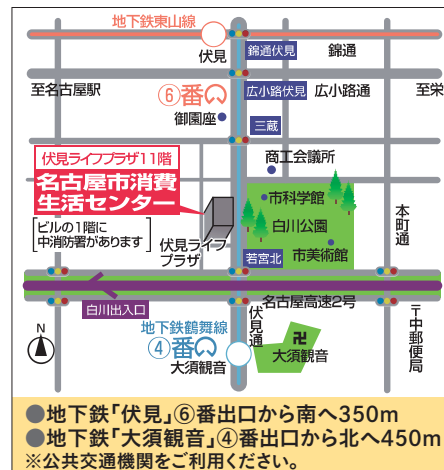 地下鉄東山線
伏見
錦通伏見
錦通
至名古屋駅
⑥番
広小路伏見
広小路通
至栄
御園座
三蔵
伏見ライフプラザ11階
名古屋市消費
生活センター
ビルの1階に
中消防署があります
商工会議所
市科学館
白川公園
市美術館
本町通
伏見ライフ
プラザ
若宮北
白川出入口
名古屋高速2号
伏見通
地下鉄鶴舞線
④番
大須観音
卍
大須観音
〒中郵便局
N
●地下鉄「伏見」⑥番出口から南へ350m
●地下鉄「大須観音」④番出口から北へ450m
※公共交通機関をご利用ください。